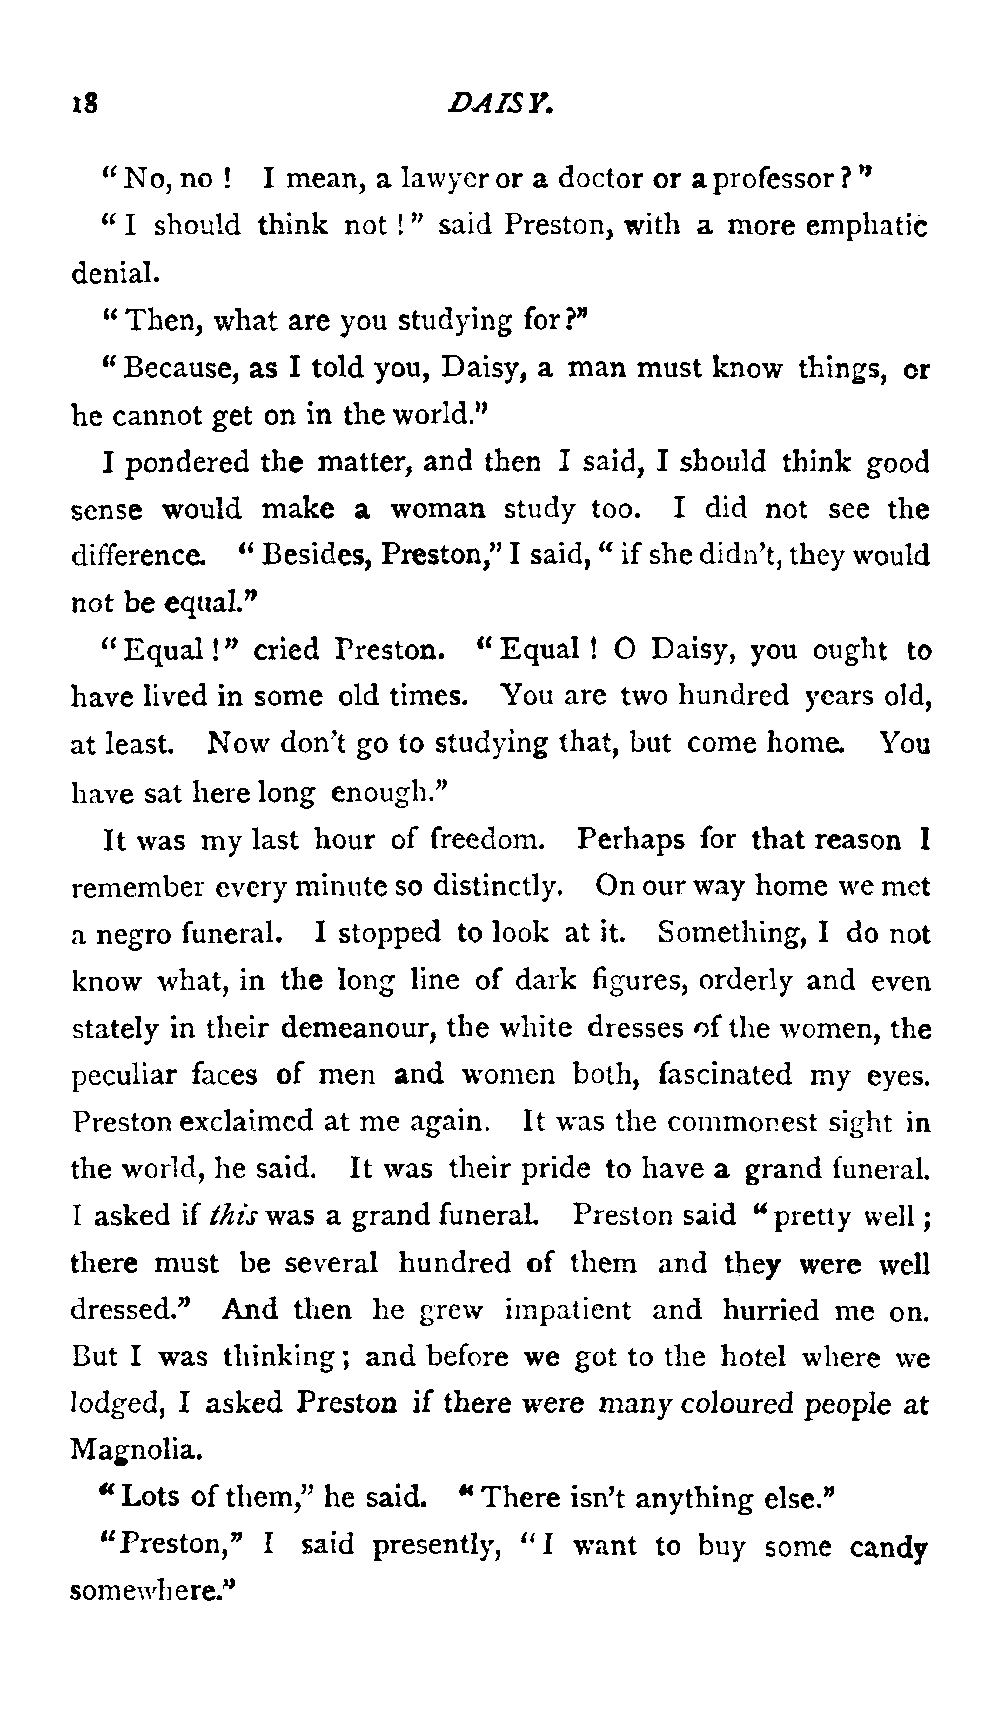 18 DAISY.
"No, no! I mean, a lawyer or a doctor or a professor?"
"I should think not!" said Preston, with a more emphatic
denial.
"Then, what are you studying for?"
"Because, as I told you, Daisy, a man must know things, or
he cannot get on in the world."
I pondered the matter, and then I said, I should think good
sense would make a woman study too. I did not see the
difference. "Besides, Preston," I said, "if she didn't, they would
not be equal."
"Equal!" cried Preston. "Equal! O Daisy, you ought to
have lived in some old times. You are two hundred years old,
at least. Now don't go to studying that, but come home. You
have sat here long enough."
It was my last hour of freedom. Perhaps for that reason I
remember every minute so distinctly. On our way home we met
a negro funeral. I stopped to look at it. Something, I do not
know what, in the long line of dark figures, orderly and even
stately in their demeanour, the white dresses of the women, the
peculiar faces of men and women both, fascinated my eyes.
Preston exclaimed at me again. It was the commonest sight in
the world, he said. It was their pride to have a grand funeral.
I asked if this was a grand funeral. Preston said "pretty well;
there must be several hundred of them and they were well
dressed." And then he grew impatient and hurried me on.
But I was thinking; and before we got to the hotel where we
lodged, I asked Preston if there were many coloured people at
Magnolia.
"Lots of them," he said. "There isn't anything else."
"Preston," I said presently, "I want to buy some candy
somewhere."